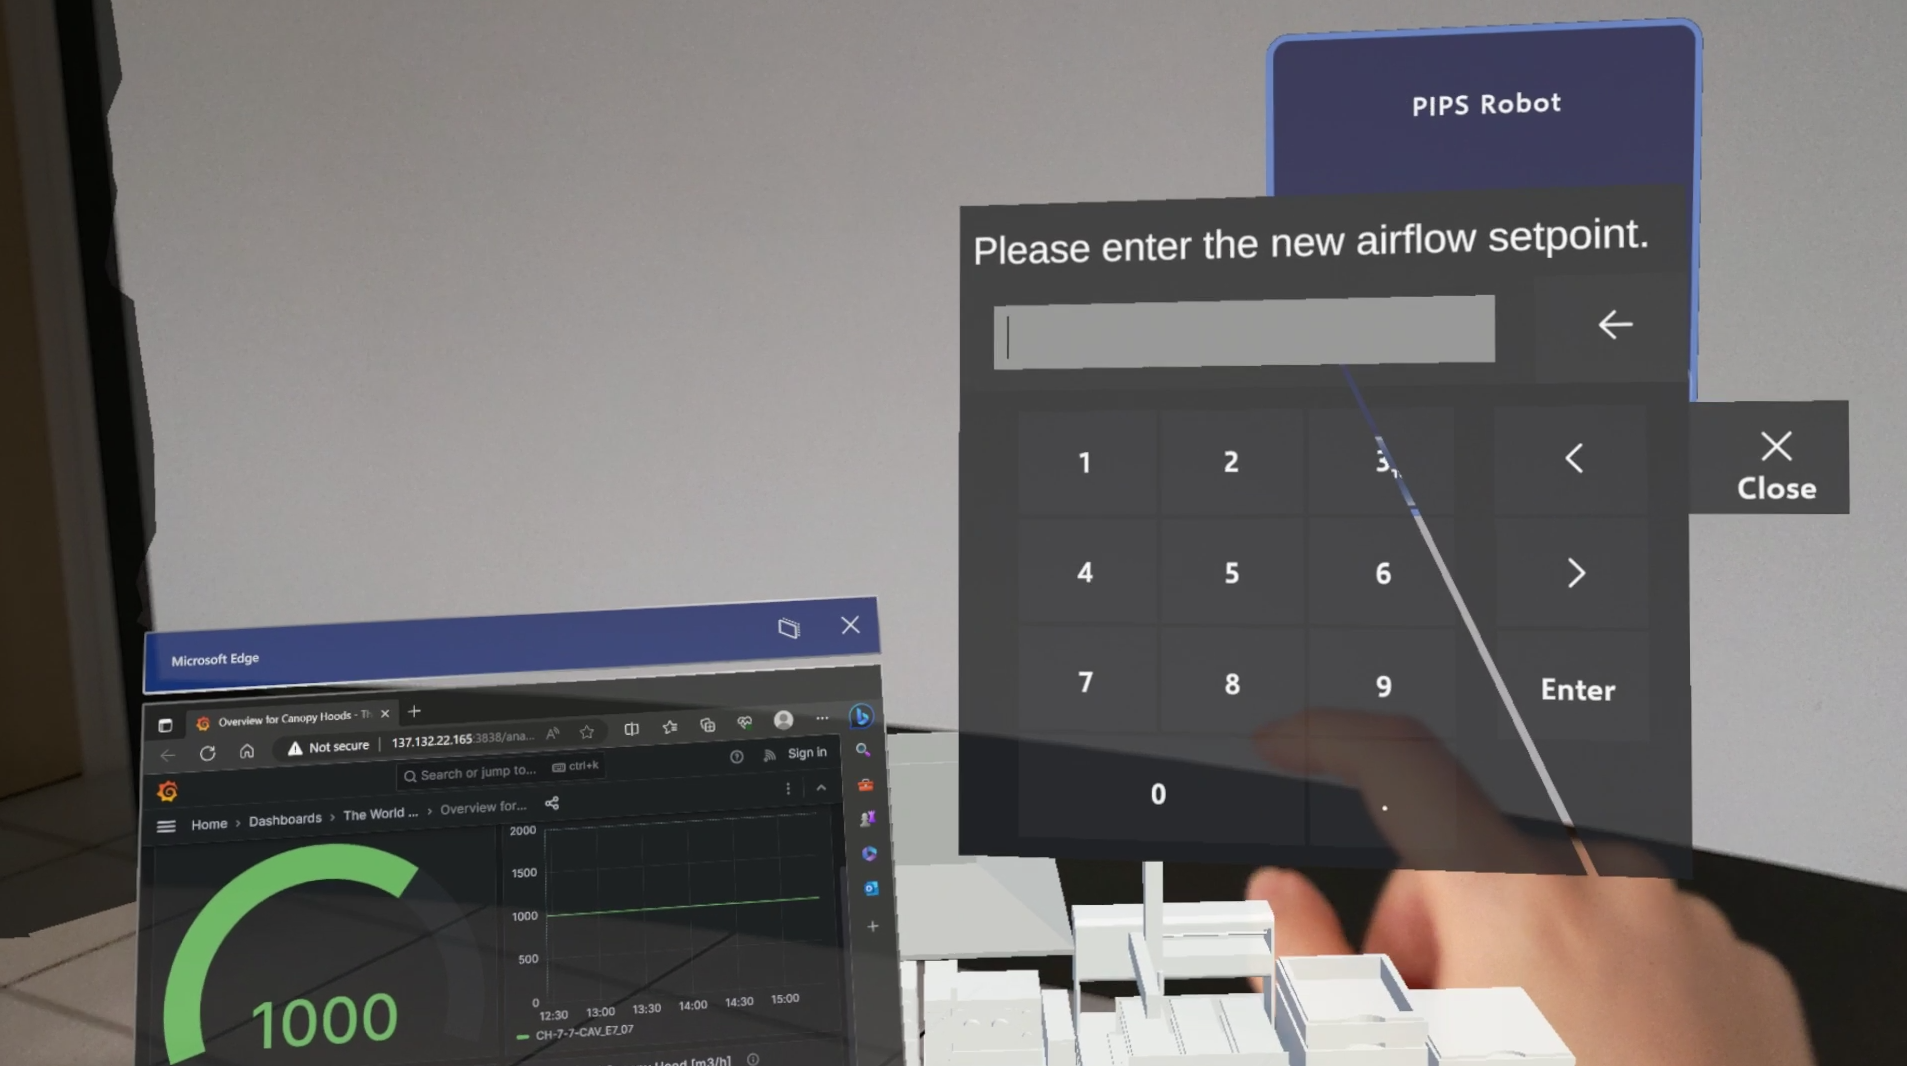 PIPS Robot
Please enter the new airflow setpoint.
1 2 3 <
Close
4 5 6 >
7 8 9 Enter
0 .
Microsoft Edge
Overview for Canopy Hoods - Th
Not secure | 137.132.22.165:3838/ana...
Search or jump to... ctrl+k Sign in
Home > Dashboards > The World ... > Overview for...
2000
1500
1000
500
0
12:30 13:00 13:30 14:00 14:30 15:00
CH-7-7-CAV_E7_07
1000
Hood [m3/h]